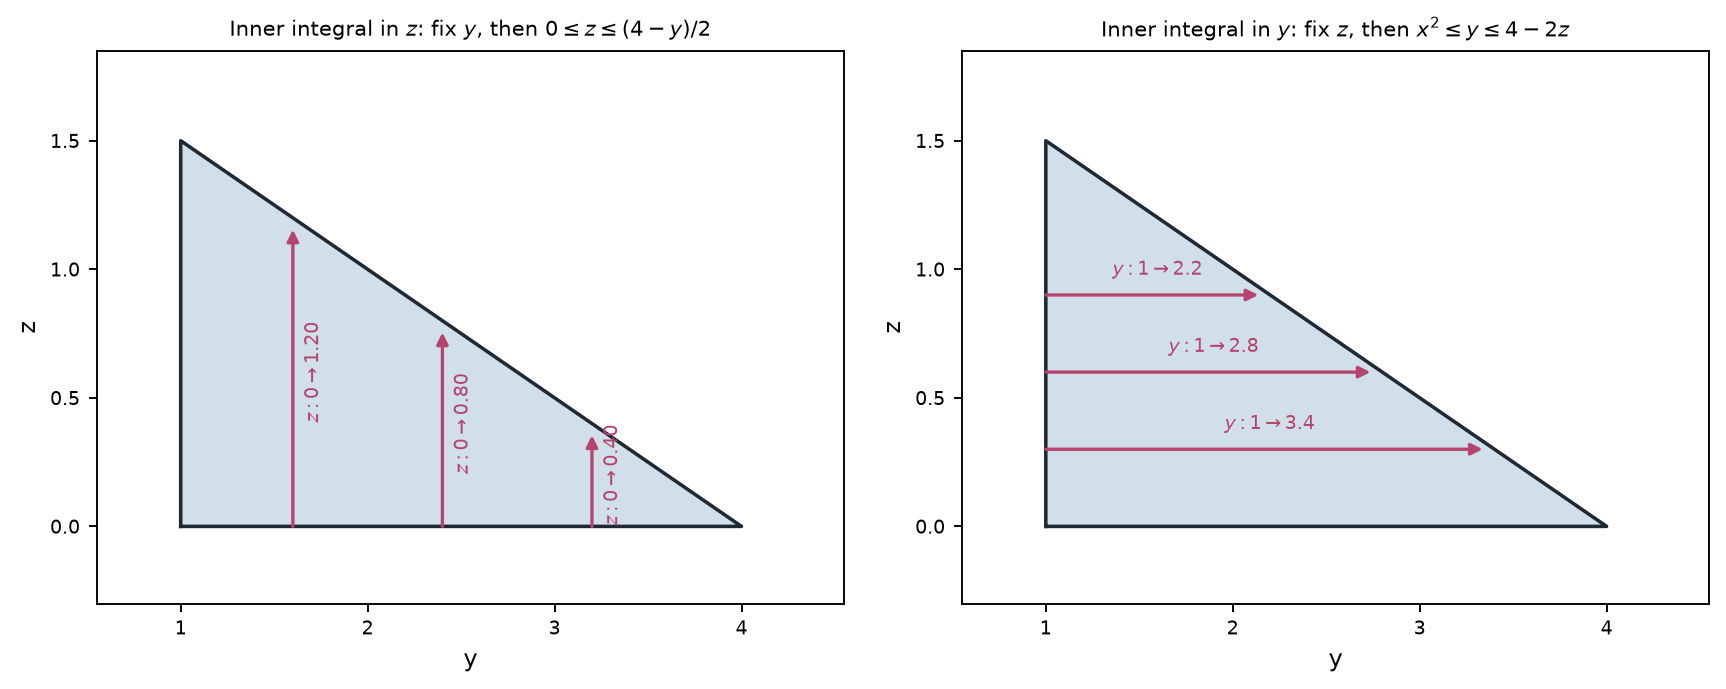 Inner integral in z: fix y, then 0 ≤ z ≤ (4 − y)/2
1.5
1.0
0.5
0.0
z
z : 0→1.20
z : 0→0.80
z : 0→0.40
1
2
3
4
y
Inner integral in y: fix z, then x² ≤ y ≤ 4 − 2z
1.5
1.0
0.5
0.0
z
y : 1→2.2
y : 1→2.8
y : 1→3.4
1
2
3
4
y